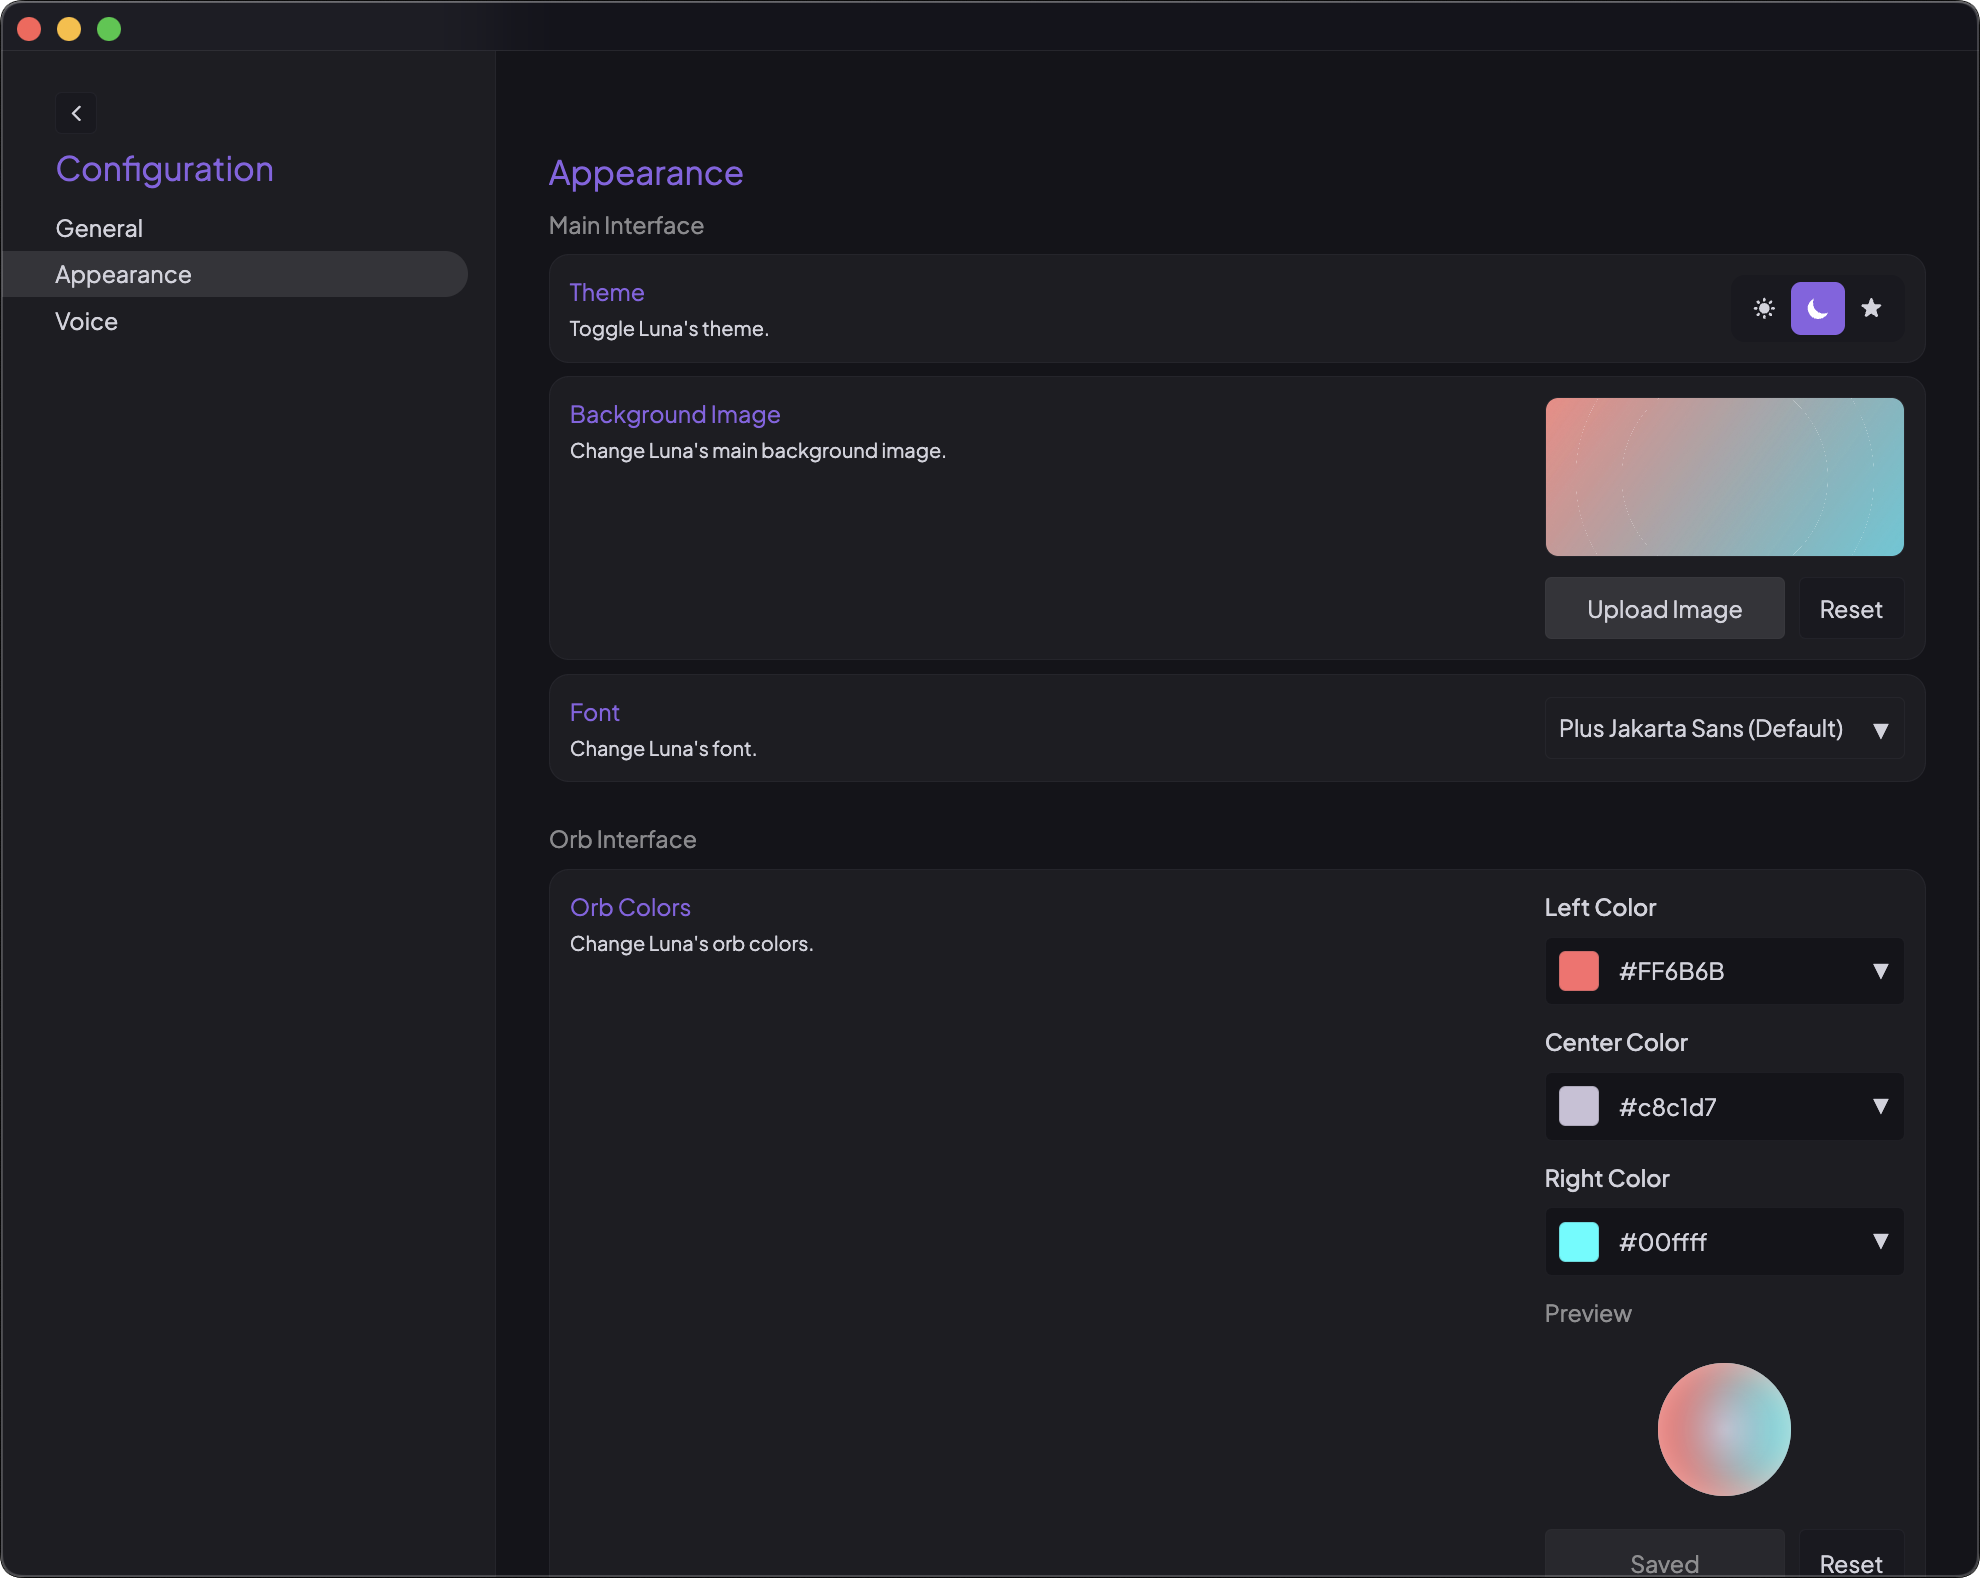 Configuration
General
Appearance
Voice
Appearance
Main Interface
Theme
Toggle Luna's theme.
Background Image
Change Luna's main background image.
Upload Image
Reset
Font
Change Luna's font.
Plus Jakarta Sans (Default)
Orb Interface
Orb Colors
Change Luna's orb colors.
Left Color
#FF6B6B
Center Color
#c8c1d7
Right Color
#00ffff
Preview
Saved
Reset